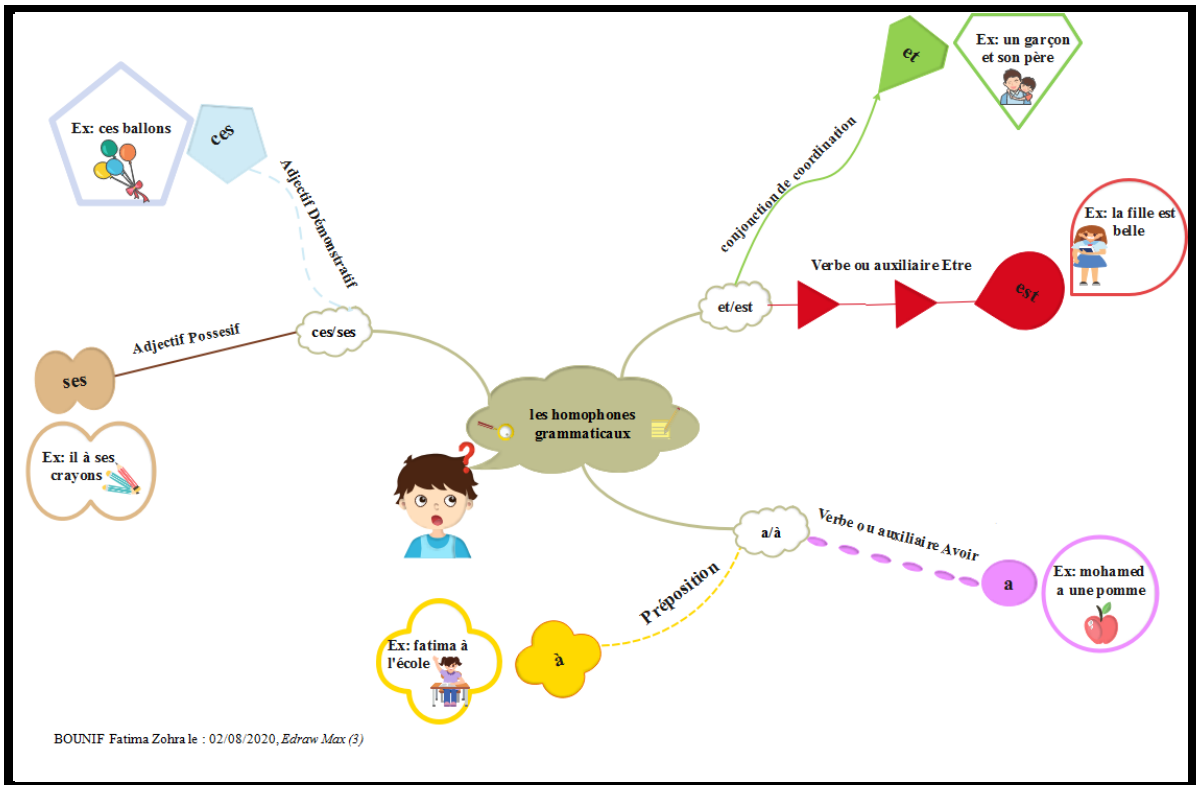 les homophones
grammaticaux
ces/ses
Adjectif Démonstratif
ces
Ex: ces ballons
Adjectif Possesif
ses
Ex: il à ses
crayons
et/est
conjonction de coordination
et
Ex: un garçon
et son père
Verbe ou auxiliaire Etre
est
Ex: la fille est
belle
a/à
Verbe ou auxiliaire Avoir
a
Ex: mohamed
a une pomme
Préposition
à
Ex: fatima à
l'école
?
BOUNIF Fatima Zohra le : 02/08/2020, Edraw Max (3)